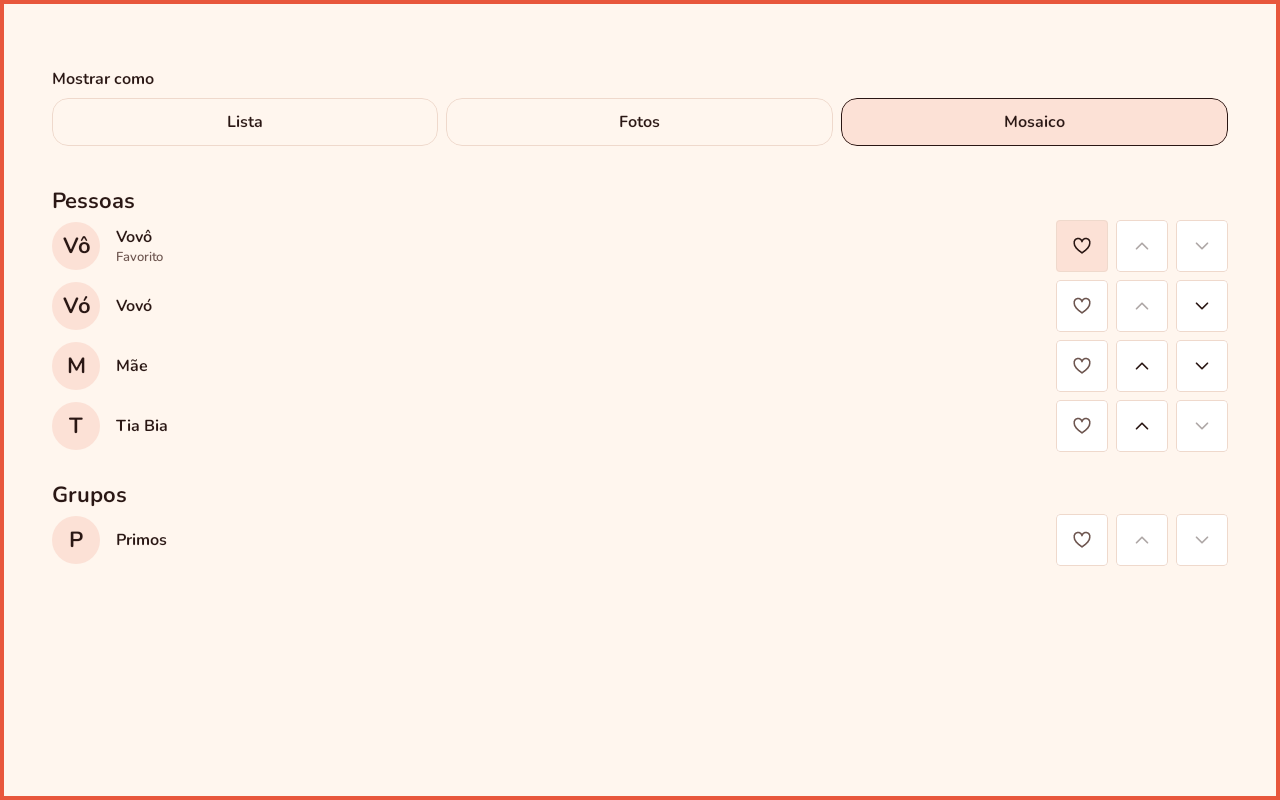 Mostrar como
Lista
Fotos
Mosaico
Pessoas
Vô
Vovô
Favorito
Vó
Vovó
M
Mãe
T
Tia Bia
Grupos
P
Primos